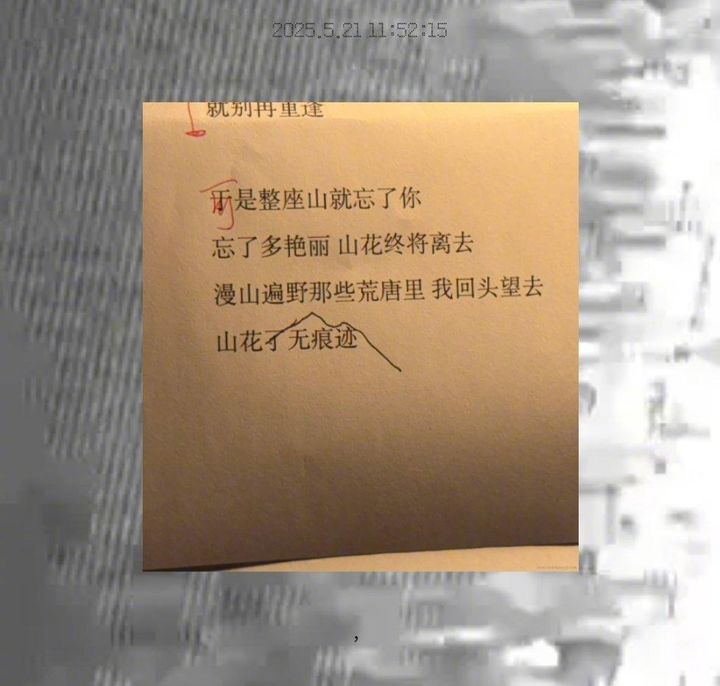 2025.5.21 11:52:15
就别再重逢
于是整座山就忘了你
忘了多艳丽 山花终将离去
漫山遍野那些荒唐里 我回头望去
山花了无痕迹
,